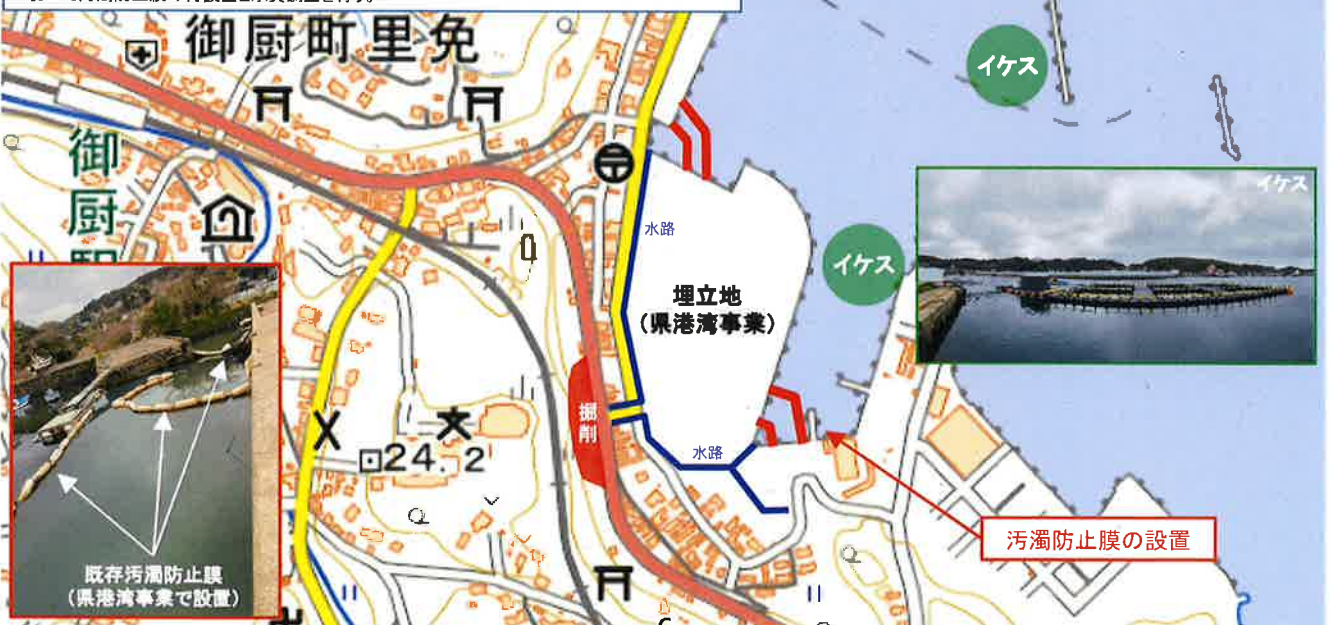 御厨町里免
イケス
御厨
イケス
水路
イケス
埋立地
(県港湾事業)
掘削
24.2
水路
汚濁防止膜の設置
既存汚濁防止膜
(県港湾事業で設置)